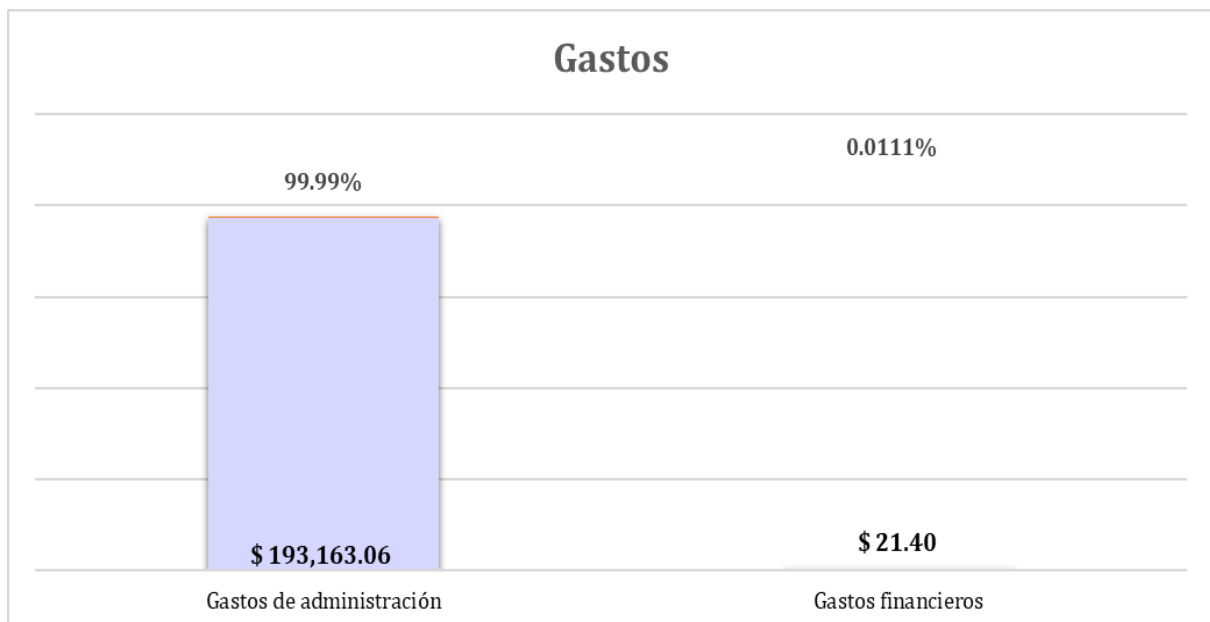 Gastos
0.0111%
99.99%
$ 21.40
$ 193,163.06
Gastos de administración
Gastos financieros